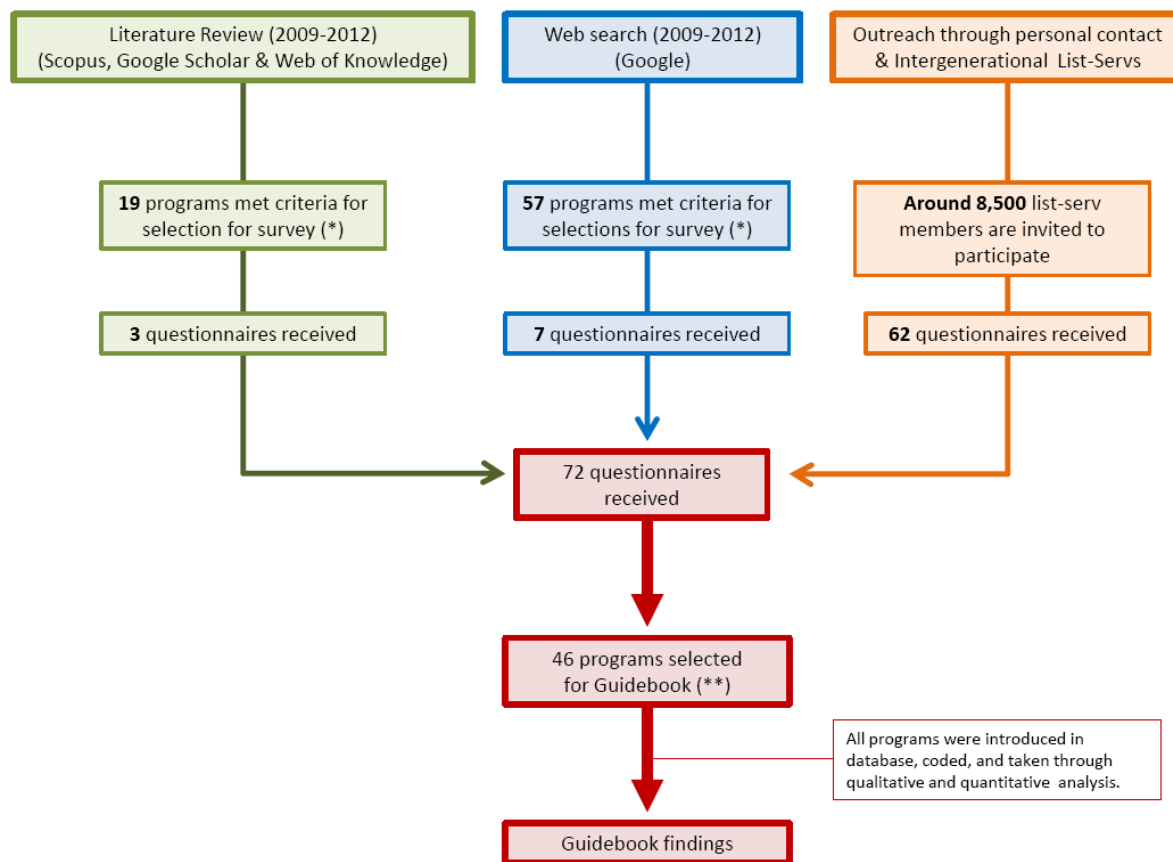 Literature Review (2009-2012)
(Scopus, Google Scholar & Web of Knowledge)
Web search (2009-2012)
(Google)
Outreach through personal contact
& Intergenerational List-Servs
19 programs met criteria for
selection for survey (*)
57 programs met criteria for
selections for survey (*)
Around 8,500 list-serv
members are invited to
participate
3 questionnaires received
7 questionnaires received
62 questionnaires received
72 questionnaires
received
46 programs selected
for Guidebook (**)
All programs were introduced in
database, coded, and taken through
qualitative and quantitative analysis.
Guidebook findings